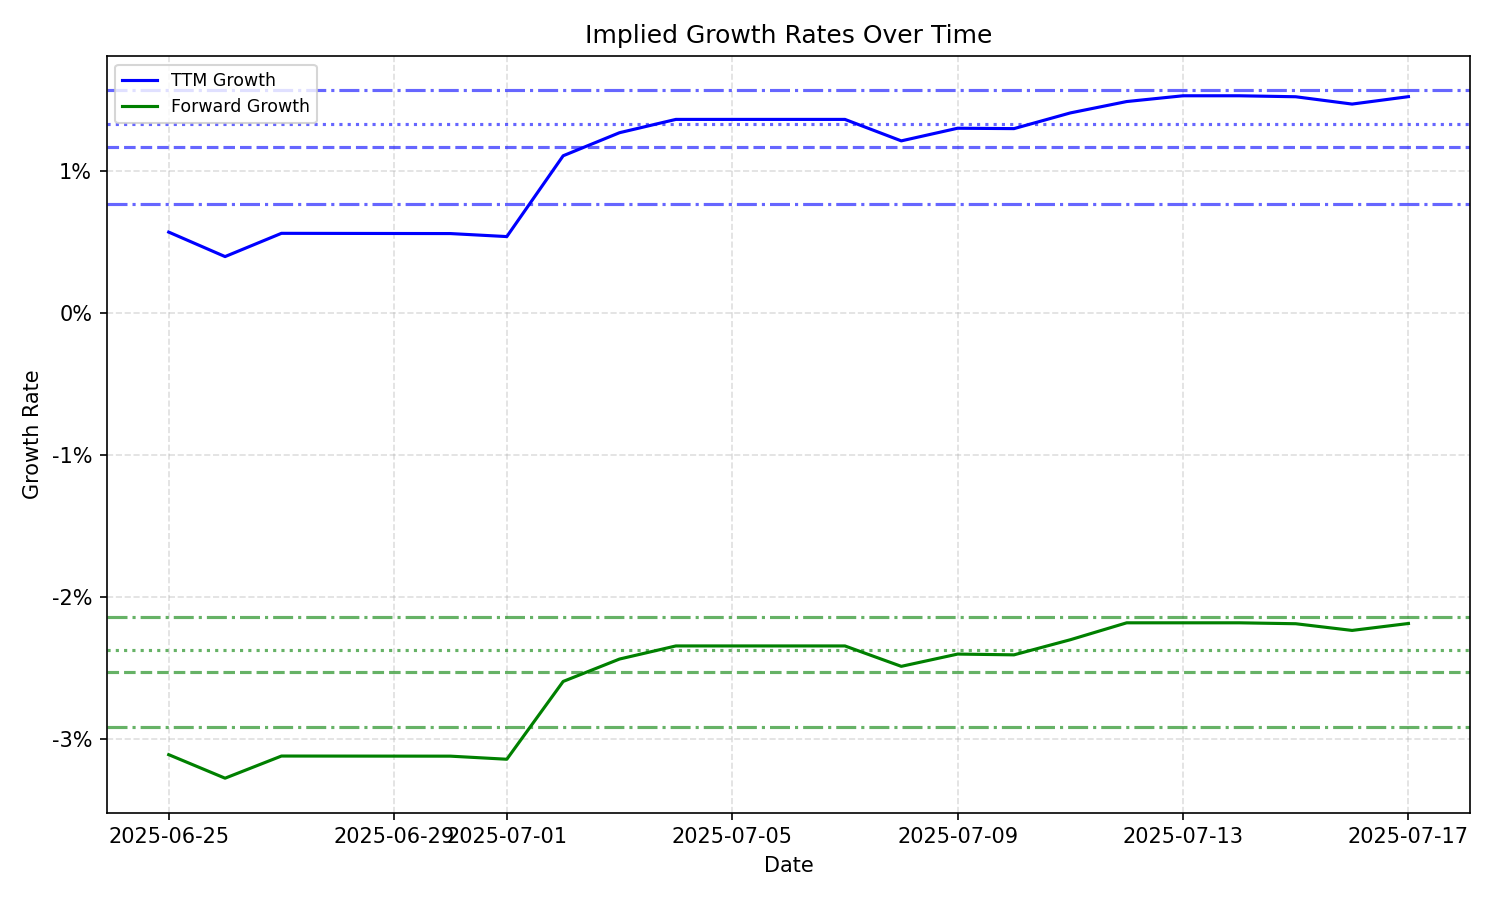 Implied Growth Rates Over Time
TTM Growth
Forward Growth
1%
0%
-1%
-2%
-3%
Growth Rate
2025-06-25
2025-06-29
2025-07-01
2025-07-05
2025-07-09
2025-07-13
2025-07-17
Date